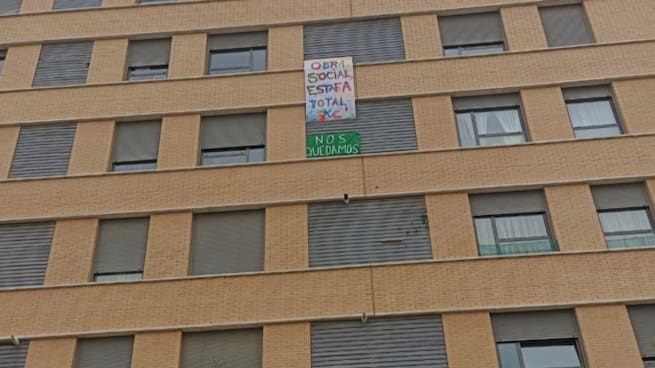 OBRA
SOCIAL
ESTAFA
TOTAL
NOS
QUEDAMOS